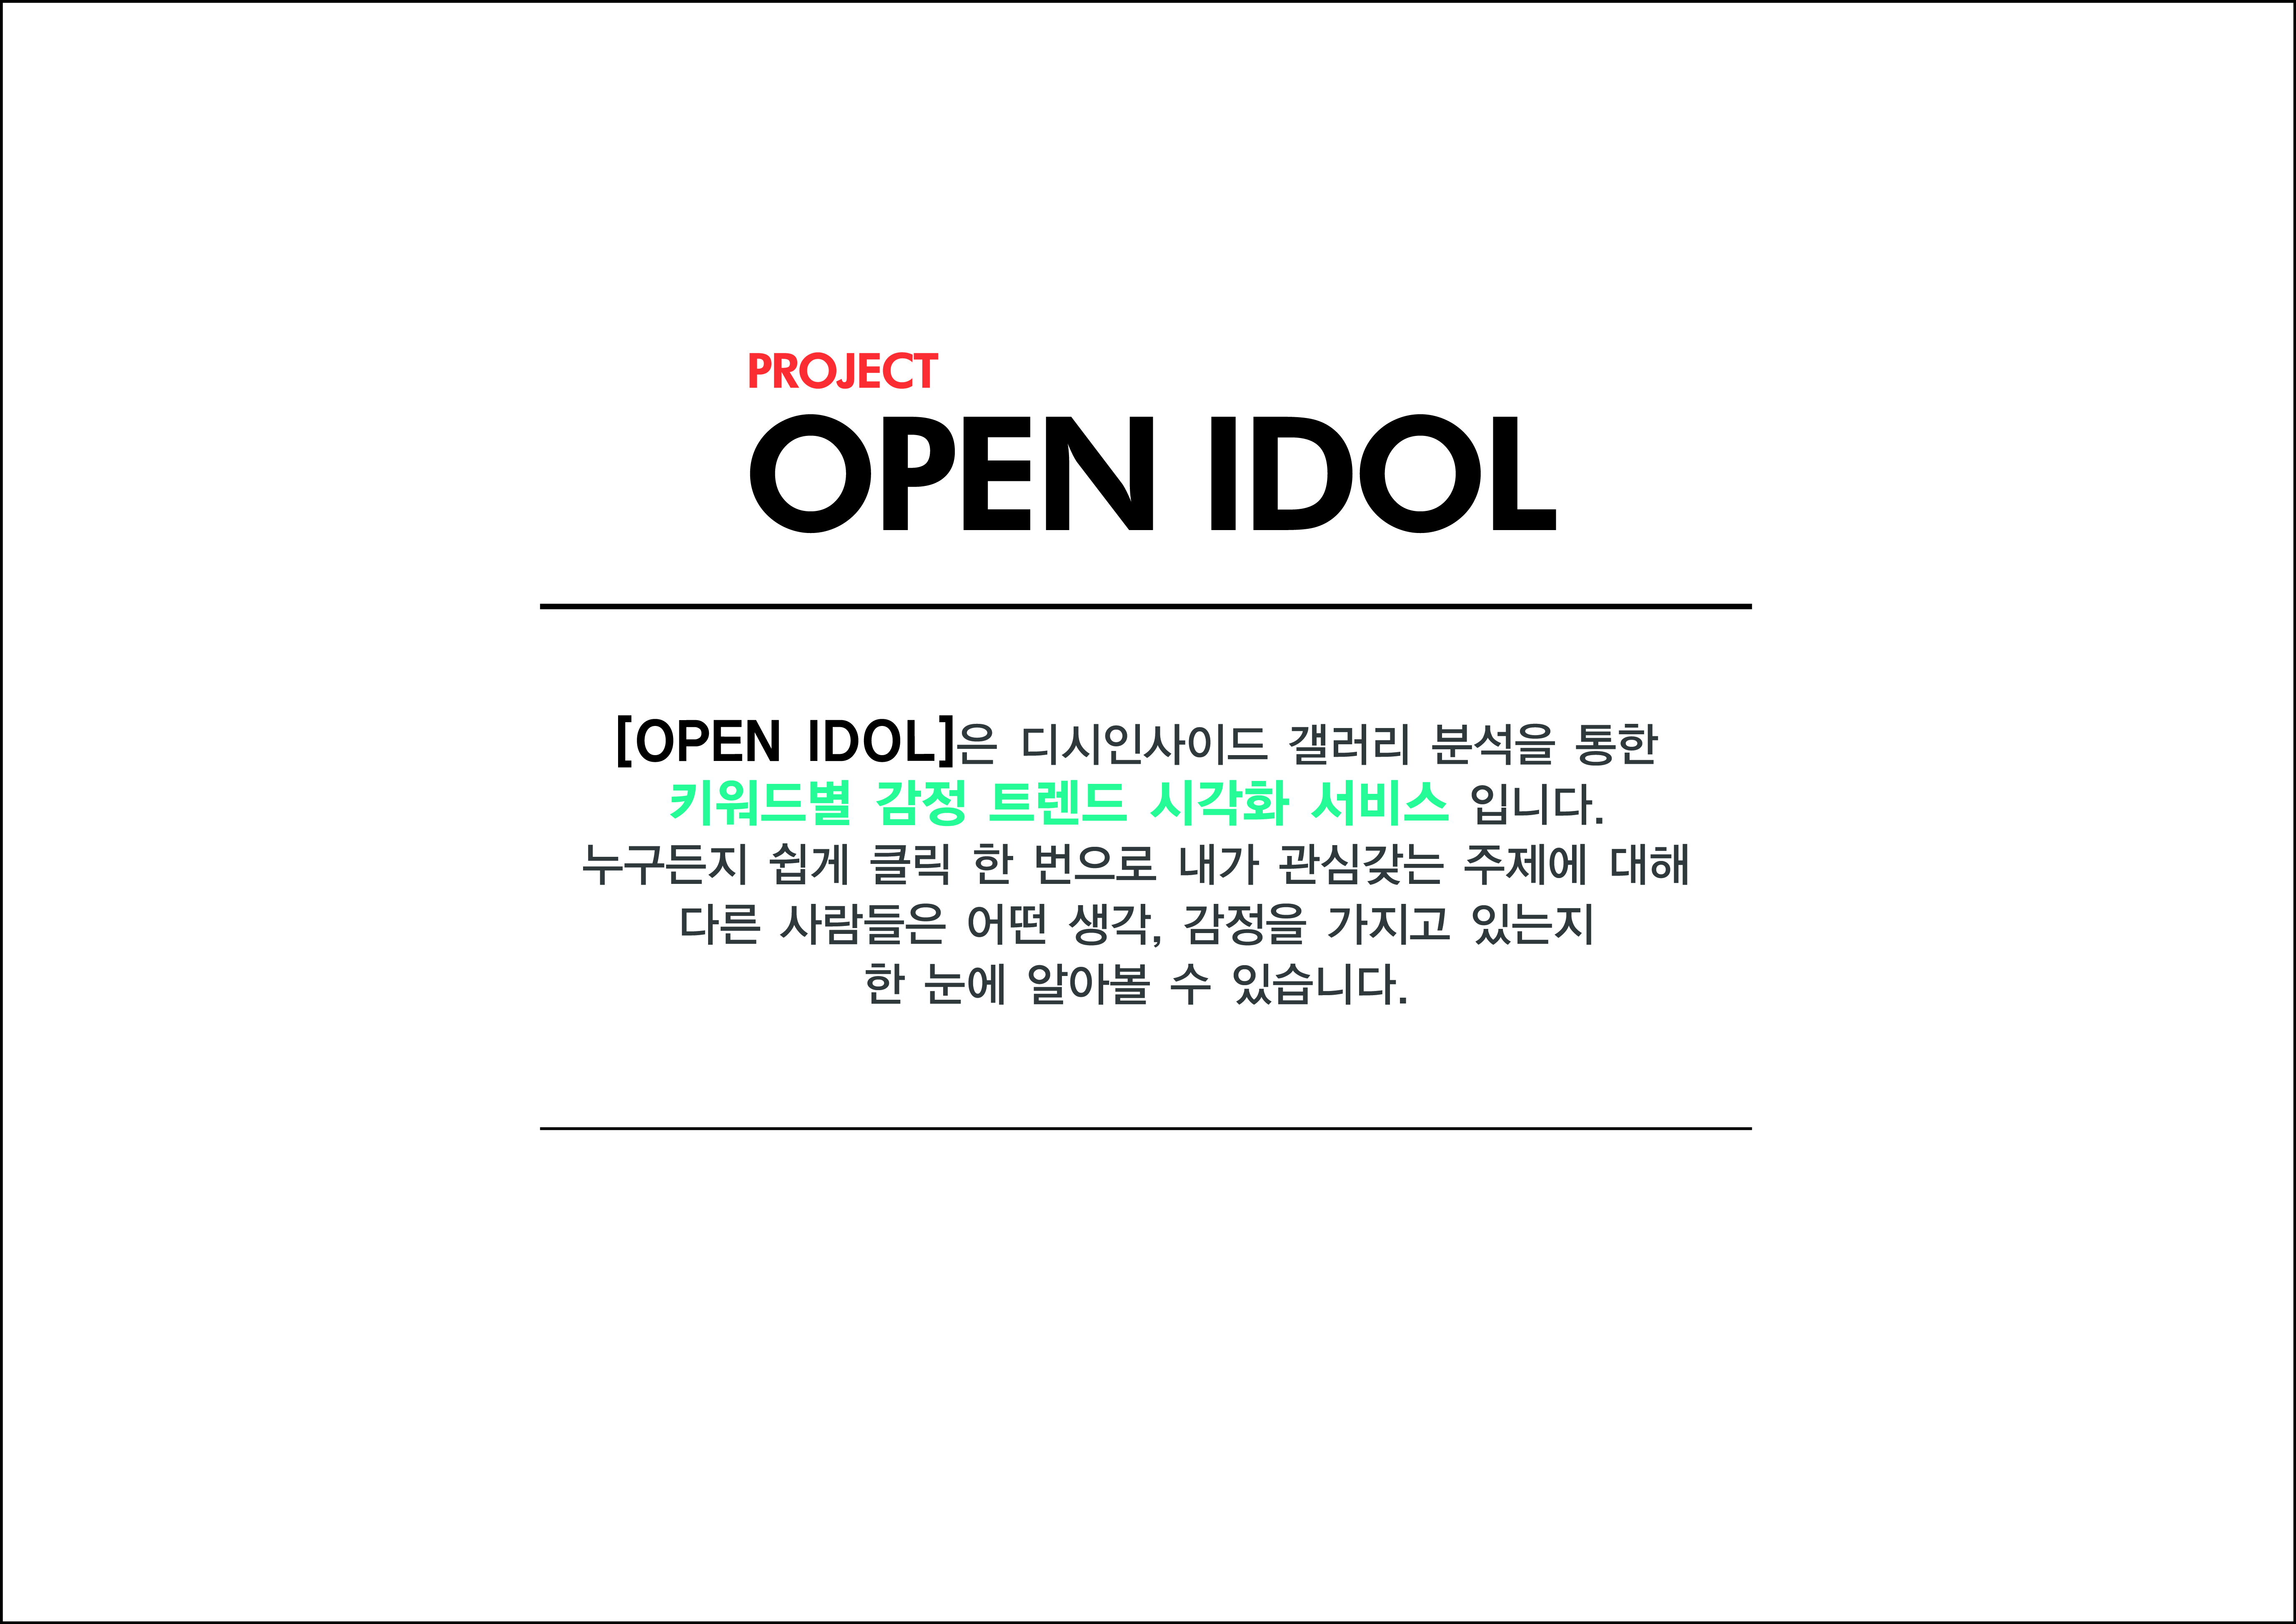 PROJECT
OPEN IDOL
[OPEN IDOL]은 디시인사이드 갤러리 분석을 통한
키워드별 감정 트렌드 시각화 서비스 입니다.
누구든지 쉽게 클릭 한 번으로 내가 관심갖는 주제에 대해
다른 사람들은 어떤 생각, 감정을 가지고 있는지
한 눈에 알아볼 수 있습니다.